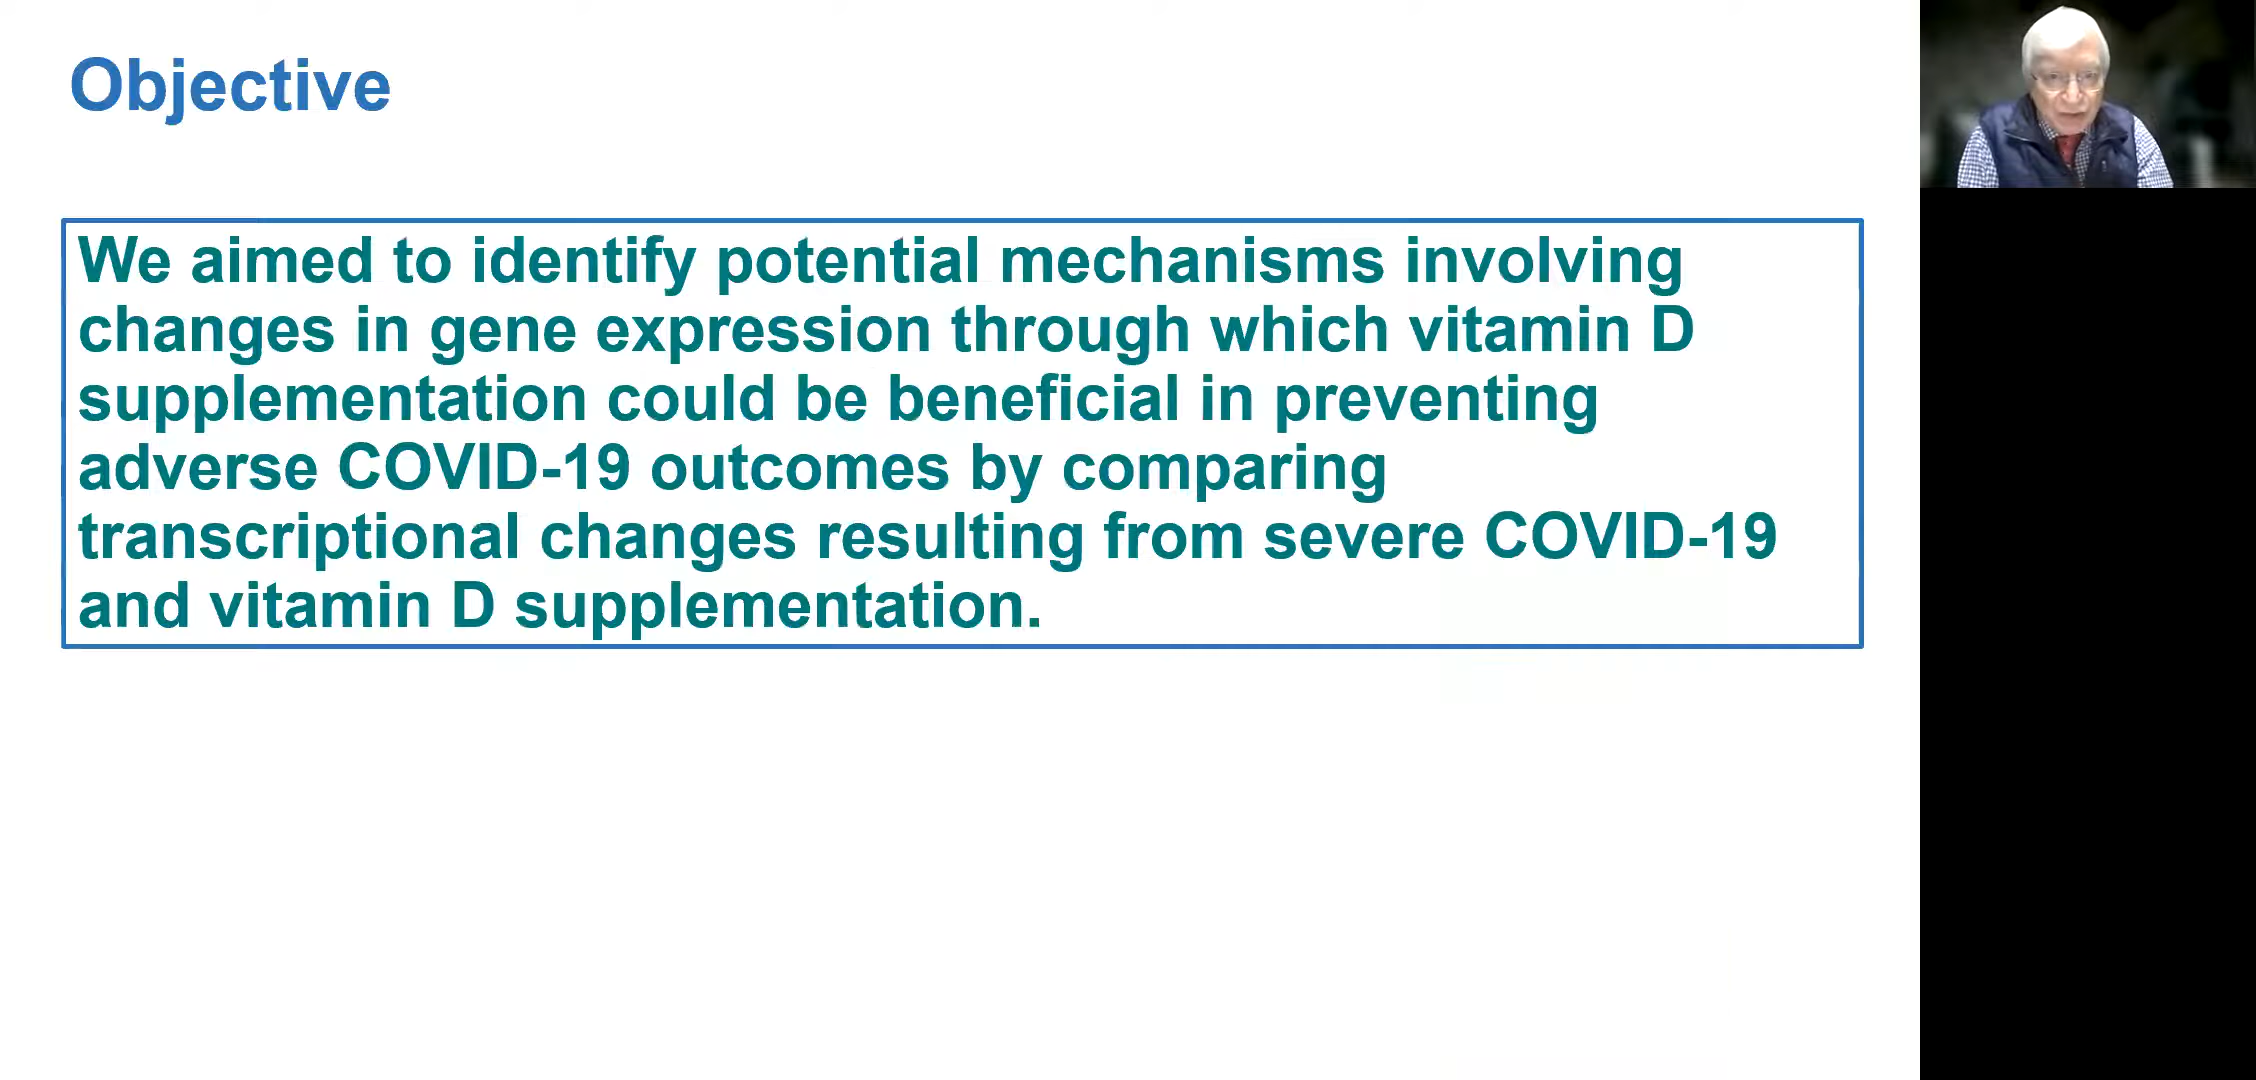 Objective
We aimed to identify potential mechanisms involving
changes in gene expression through which vitamin D
supplementation could be beneficial in preventing
adverse COVID-19 outcomes by comparing
transcriptional changes resulting from severe COVID-19
and vitamin D supplementation.